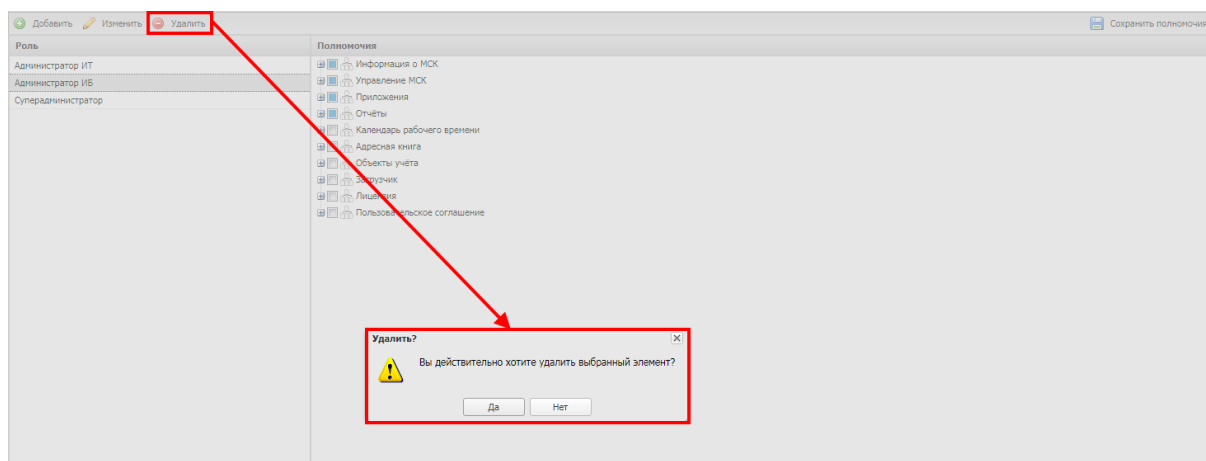 Добавить Изменить Удалить Сохранить полномочия
Роль Полномочия
Администратор ИТ
Администратор ИБ
Суперадминистратор
Информация о МСК
Управление МСК
Приложения
Отчёты
Календарь рабочего времени
Адресная книга
Объекты учёта
Загрузчик
Лицензия
Пользовательское соглашение
Удалить?
Вы действительно хотите удалить выбранный элемент?
Да Нет